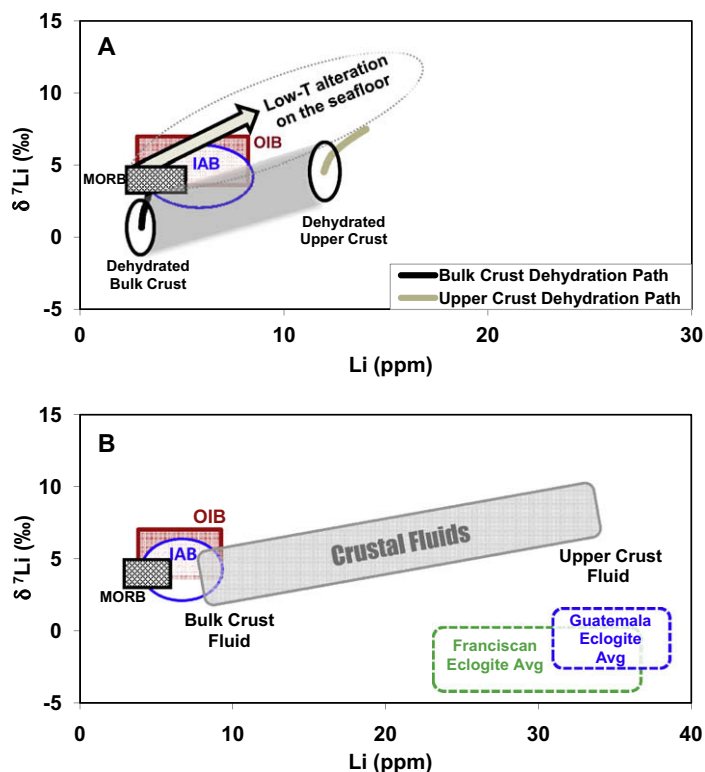 15
A
10
Low-T alteration
on the seafloor
OIB
IAB
5
MORB
δ 7Li (‰)
0
Dehydrated
Bulk Crust
Dehydrated
Upper Crust
Bulk Crust Dehydration Path
Upper Crust Dehydration Path
-5
0 10 20 30
Li (ppm)
15
B
10
OIB
IAB
Crustal Fluids
5
MORB
Bulk Crust
Fluid
Upper Crust
Fluid
δ 7Li (‰)
0
Franciscan
Eclogite Avg
Guatemala
Eclogite
Avg
-5
0 10 20 30 40
Li (ppm)